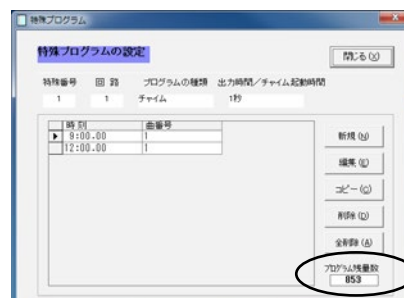 特殊プログラム
特殊プログラムの設定
閉じる(X)
特殊番号 回 路 プログラムの種類 出力時間／チャイム起動時間
1 1 チャイム 1秒
時刻 曲番号
9:00.00 1
12:00.00 1
新規(N)
編集(E)
コピー(C)
削除(D)
全削除(A)
プログラム残量数
853